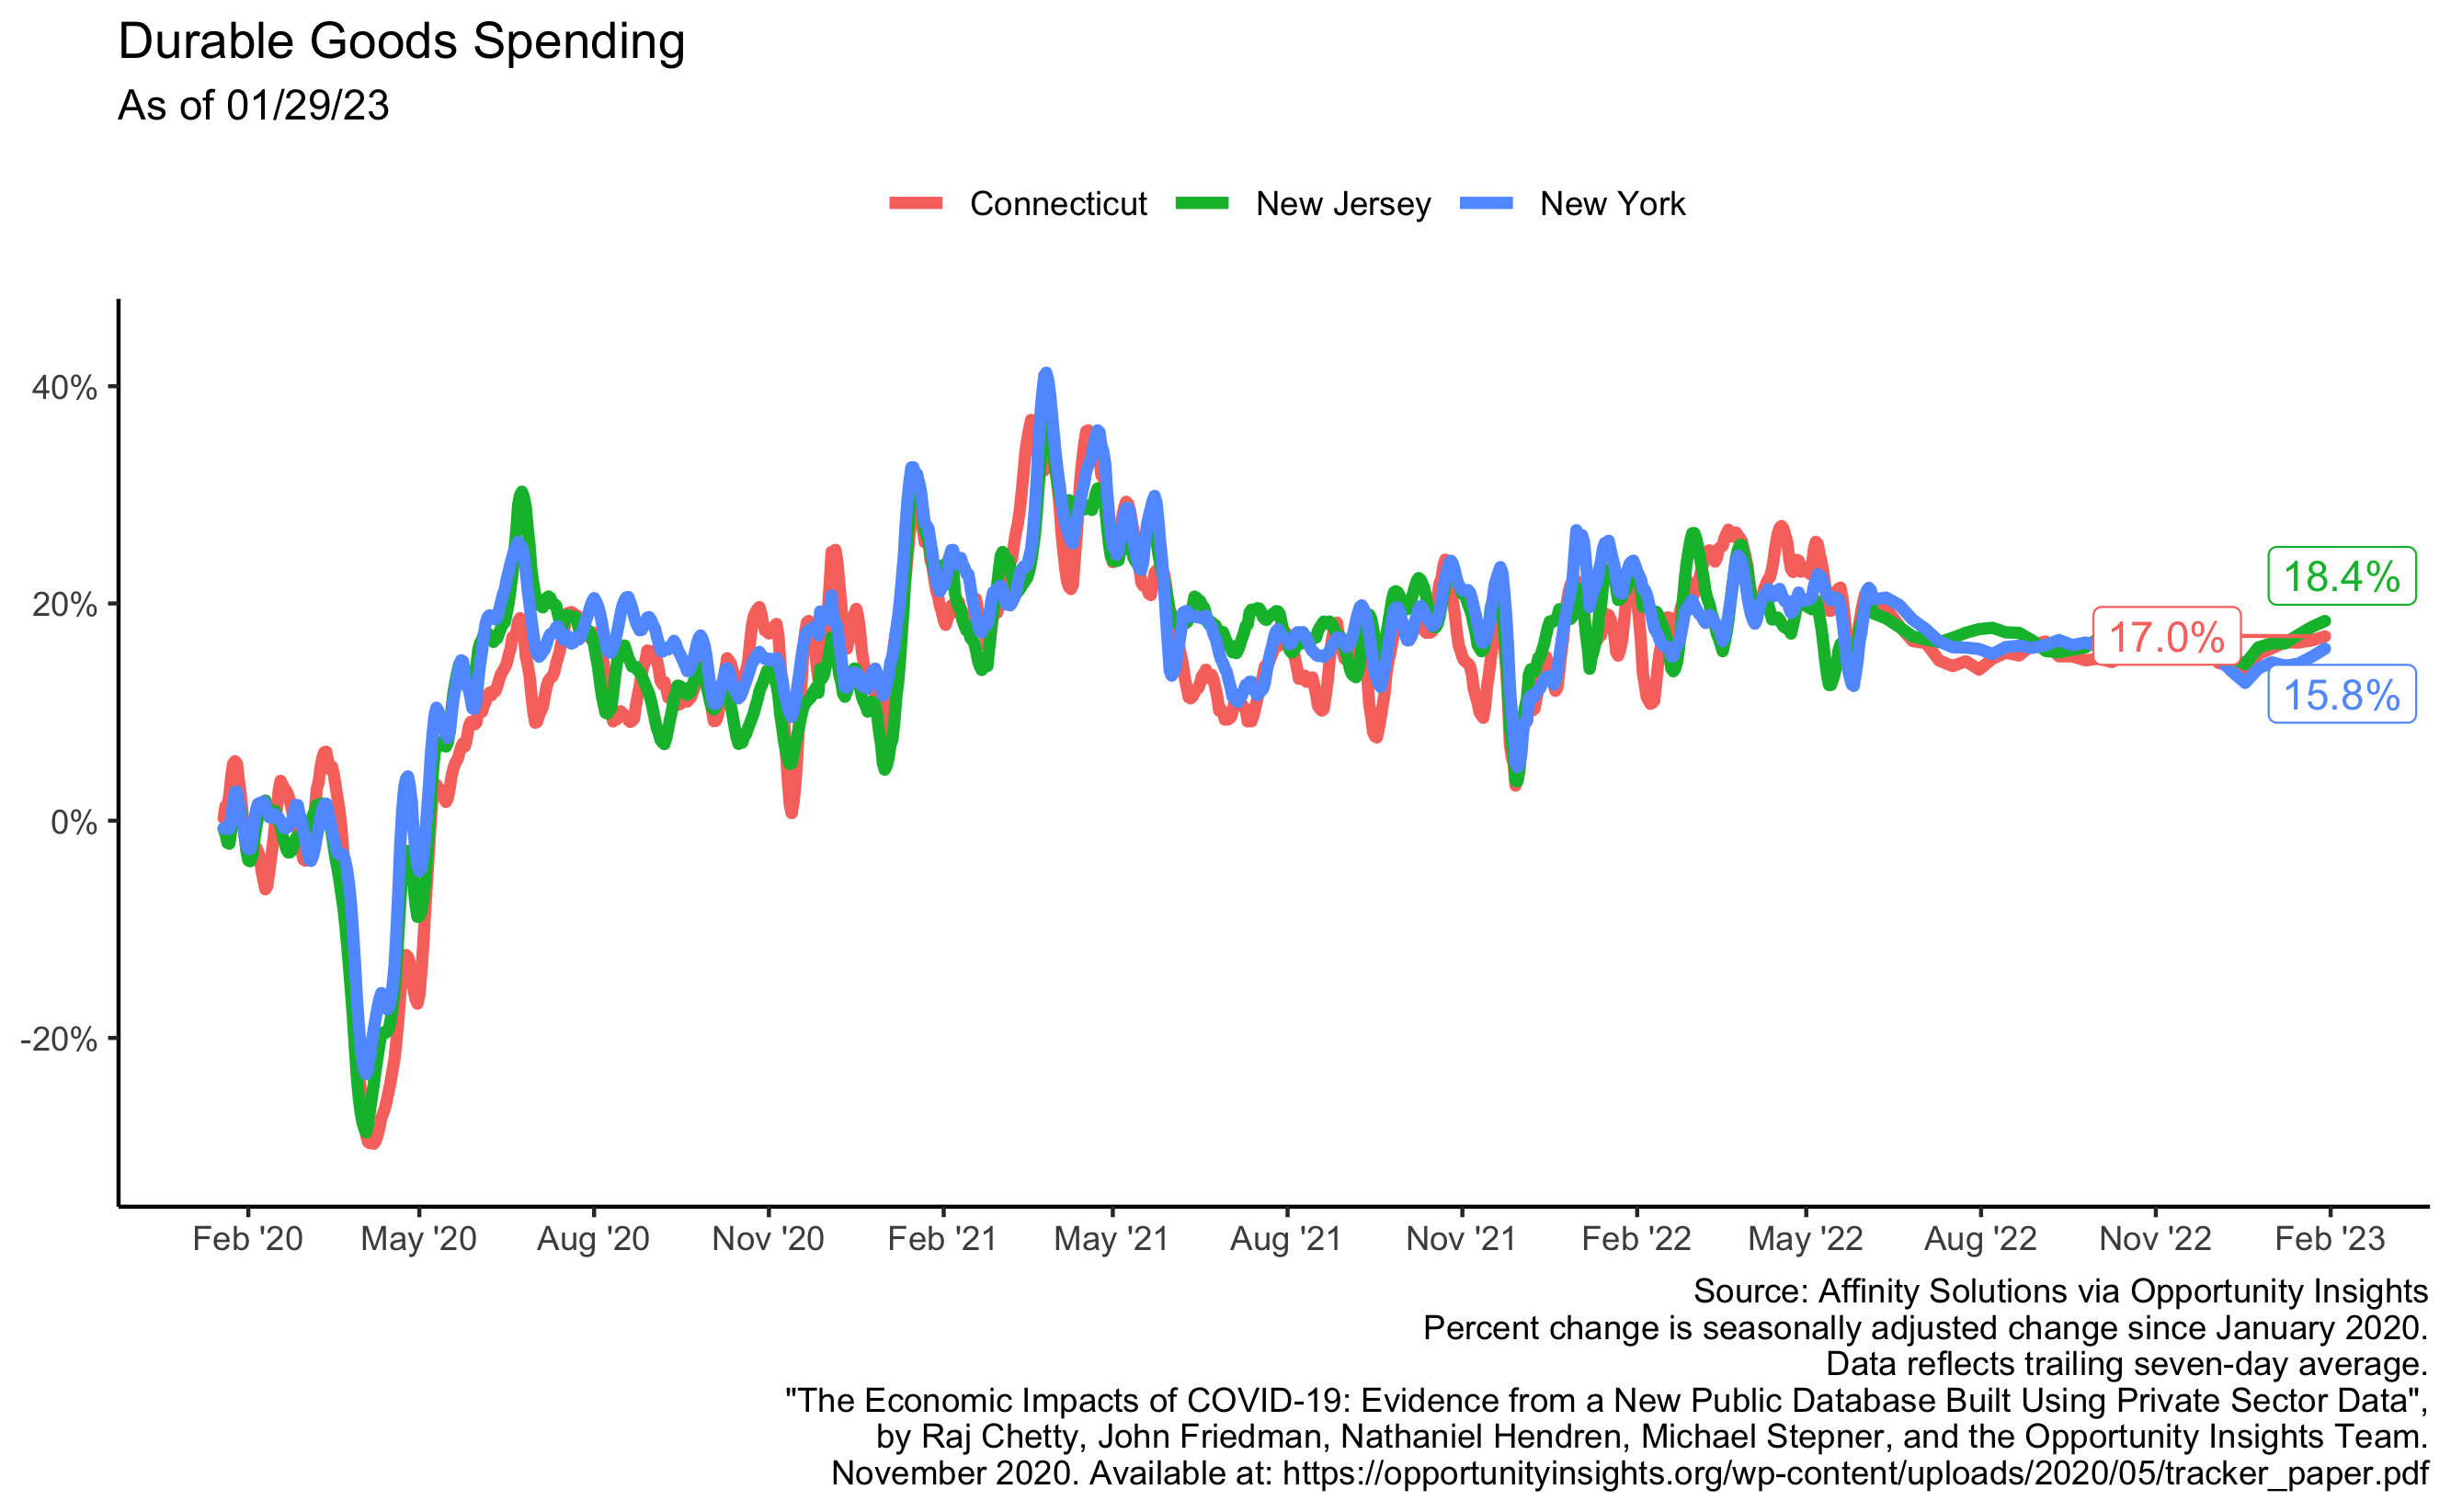 Durable Goods Spending
As of 01/29/23
Connecticut New Jersey New York
40%
20%
0%
-20%
18.4%
17.0%
15.8%
Feb '20 May '20 Aug '20 Nov '20 Feb '21 May '21 Aug '21 Nov '21 Feb '22 May '22 Aug '22 Nov '22 Feb '23
Source: Affinity Solutions via Opportunity Insights
Percent change is seasonally adjusted change since January 2020.
Data reflects trailing seven-day average.
"The Economic Impacts of COVID-19: Evidence from a New Public Database Built Using Private Sector Data",
by Raj Chetty, John Friedman, Nathaniel Hendren, Michael Stepner, and the Opportunity Insights Team.
November 2020. Available at: https://opportunityinsights.org/wp-content/uploads/2020/05/tracker_paper.pdf